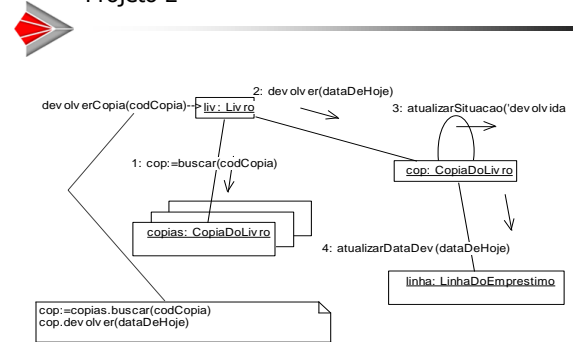 Projeto 2
2: devolver(dataDeHoje)
devolverCopia(codCopia)-->
liv: Livro
3: atualizarSituacao('devolvida
1: cop:=buscar(codCopia)
cop: CopiaDoLivro
copias: CopiaDoLivro
4: atualizarDataDev(dataDeHoje)
linha: LinhaDoEmprestimo
cop:=copias.buscar(codCopia)
cop.devolver(dataDeHoje)